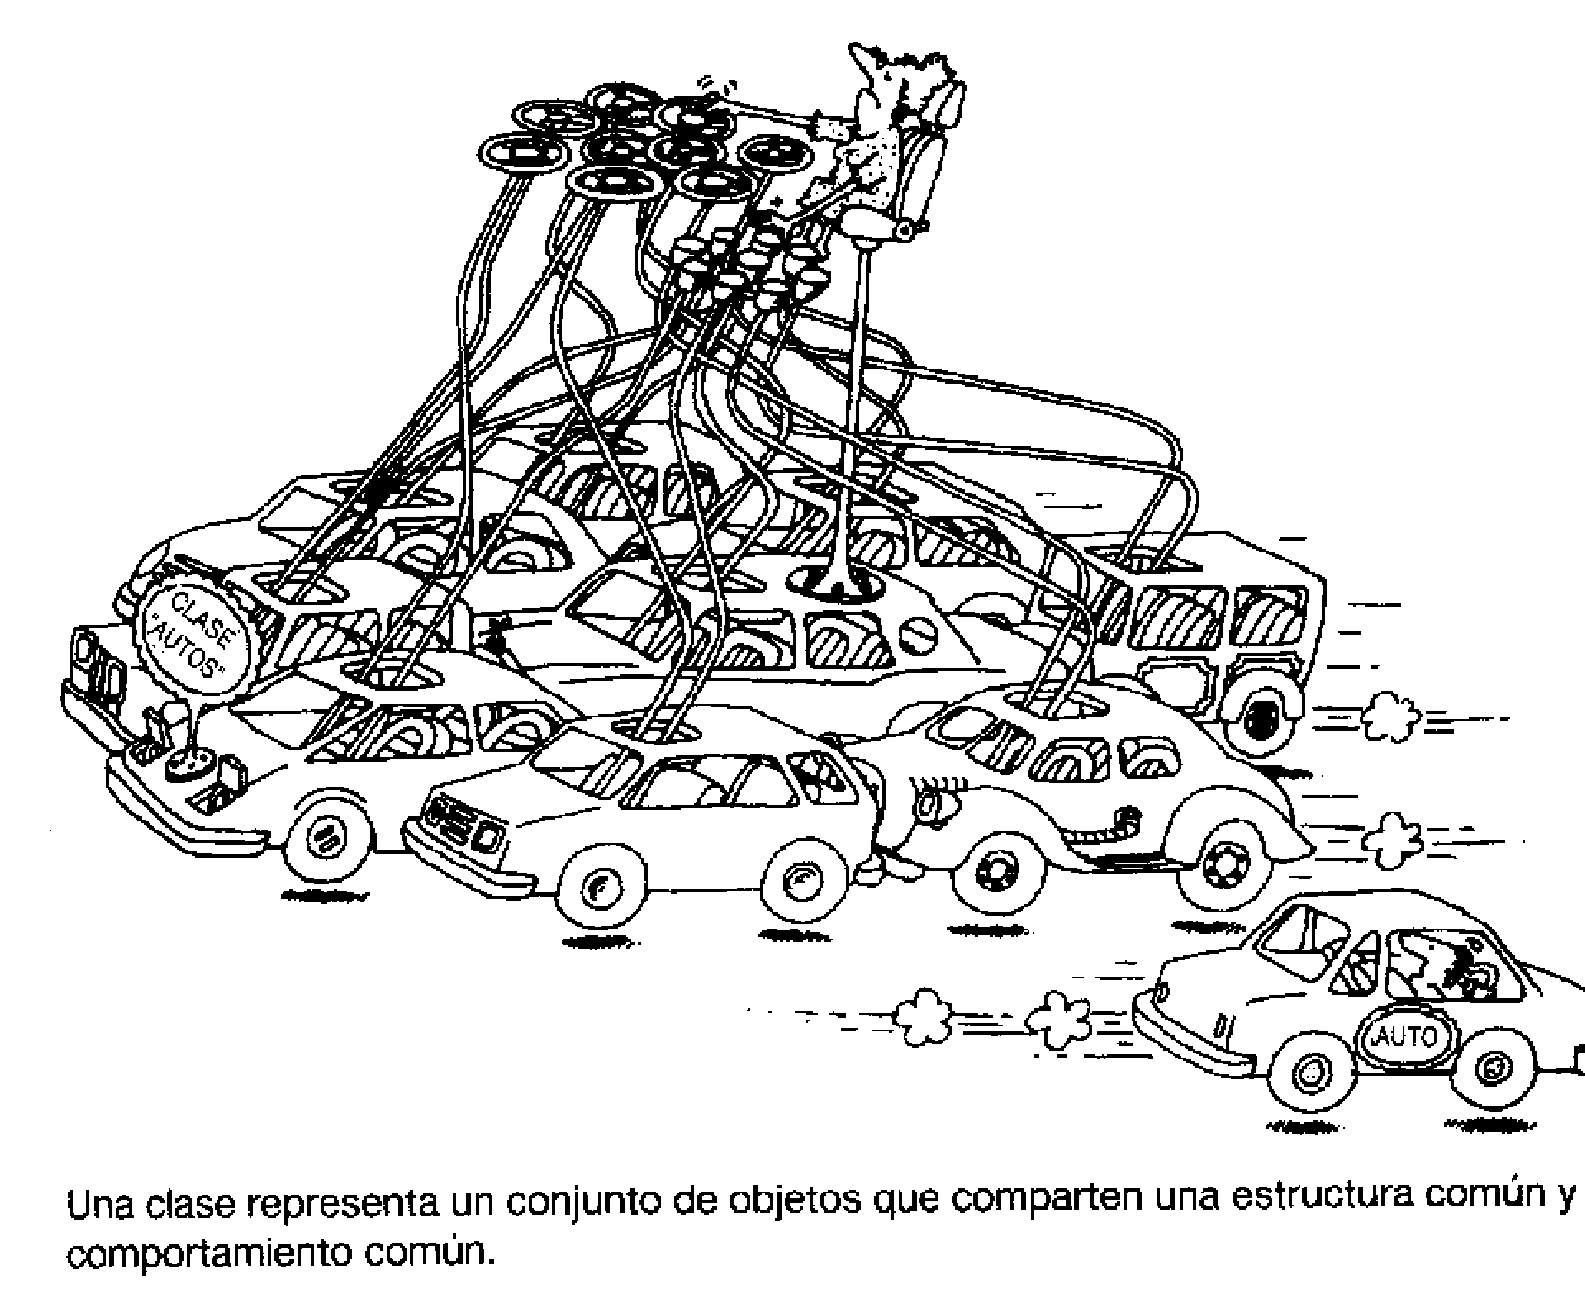 CLASE
"AUTOS"
AUTO
Una clase representa un conjunto de objetos que comparten una estructura común y
comportamiento común.